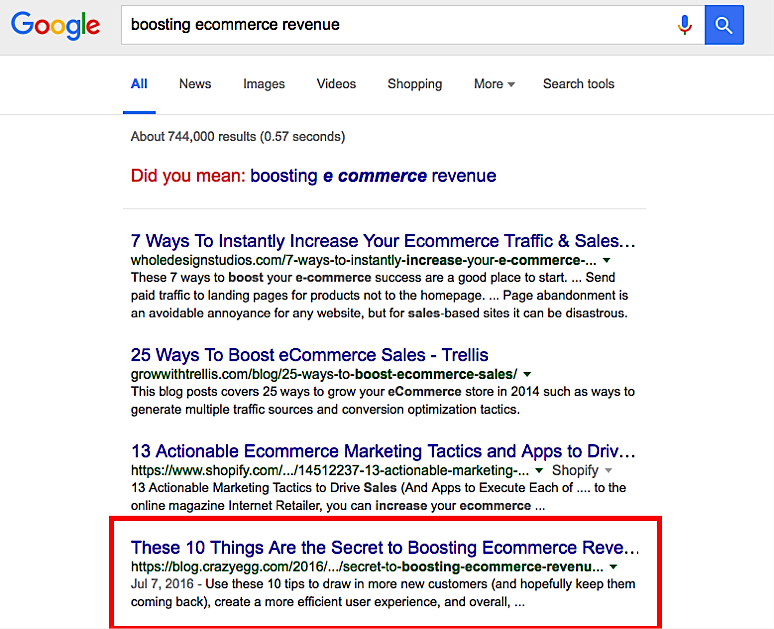 Google boosting ecommerce revenue
All News Images Videos Shopping More Search tools
About 744,000 results (0.57 seconds)
Did you mean: boosting e commerce revenue
7 Ways To Instantly Increase Your Ecommerce Traffic & Sales...
wholedesignstudios.com/7-ways-to-instantly-increase-your-e-commerce-...
These 7 ways to boost your e-commerce success are a good place to start. ... Send
paid traffic to landing pages for products not to the homepage. ... Page abandonment is
an avoidable annoyance for any website, but for sales-based sites it can be disastrous.
25 Ways To Boost eCommerce Sales - Trellis
growwithtrellis.com/blog/25-ways-to-boost-ecommerce-sales/
This blog posts covers 25 ways to grow your eCommerce store in 2014 such as ways to
generate multiple traffic sources and conversion optimization tactics.
13 Actionable Ecommerce Marketing Tactics and Apps to Driv...
https://www.shopify.com/.../14512237-13-actionable-marketing-... Shopify
13 Actionable Marketing Tactics to Drive Sales (And Apps to Execute Each of .... to the
online magazine Internet Retailer, you can increase your ecommerce ...
These 10 Things Are the Secret to Boosting Ecommerce Reve...
https://blog.crazyegg.com/2016/.../secret-to-boosting-ecommerce-revenu...
Jul 7, 2016 - Use these 10 tips to draw in more new customers (and hopefully keep them
coming back), create a more efficient user experience, and overall, ...